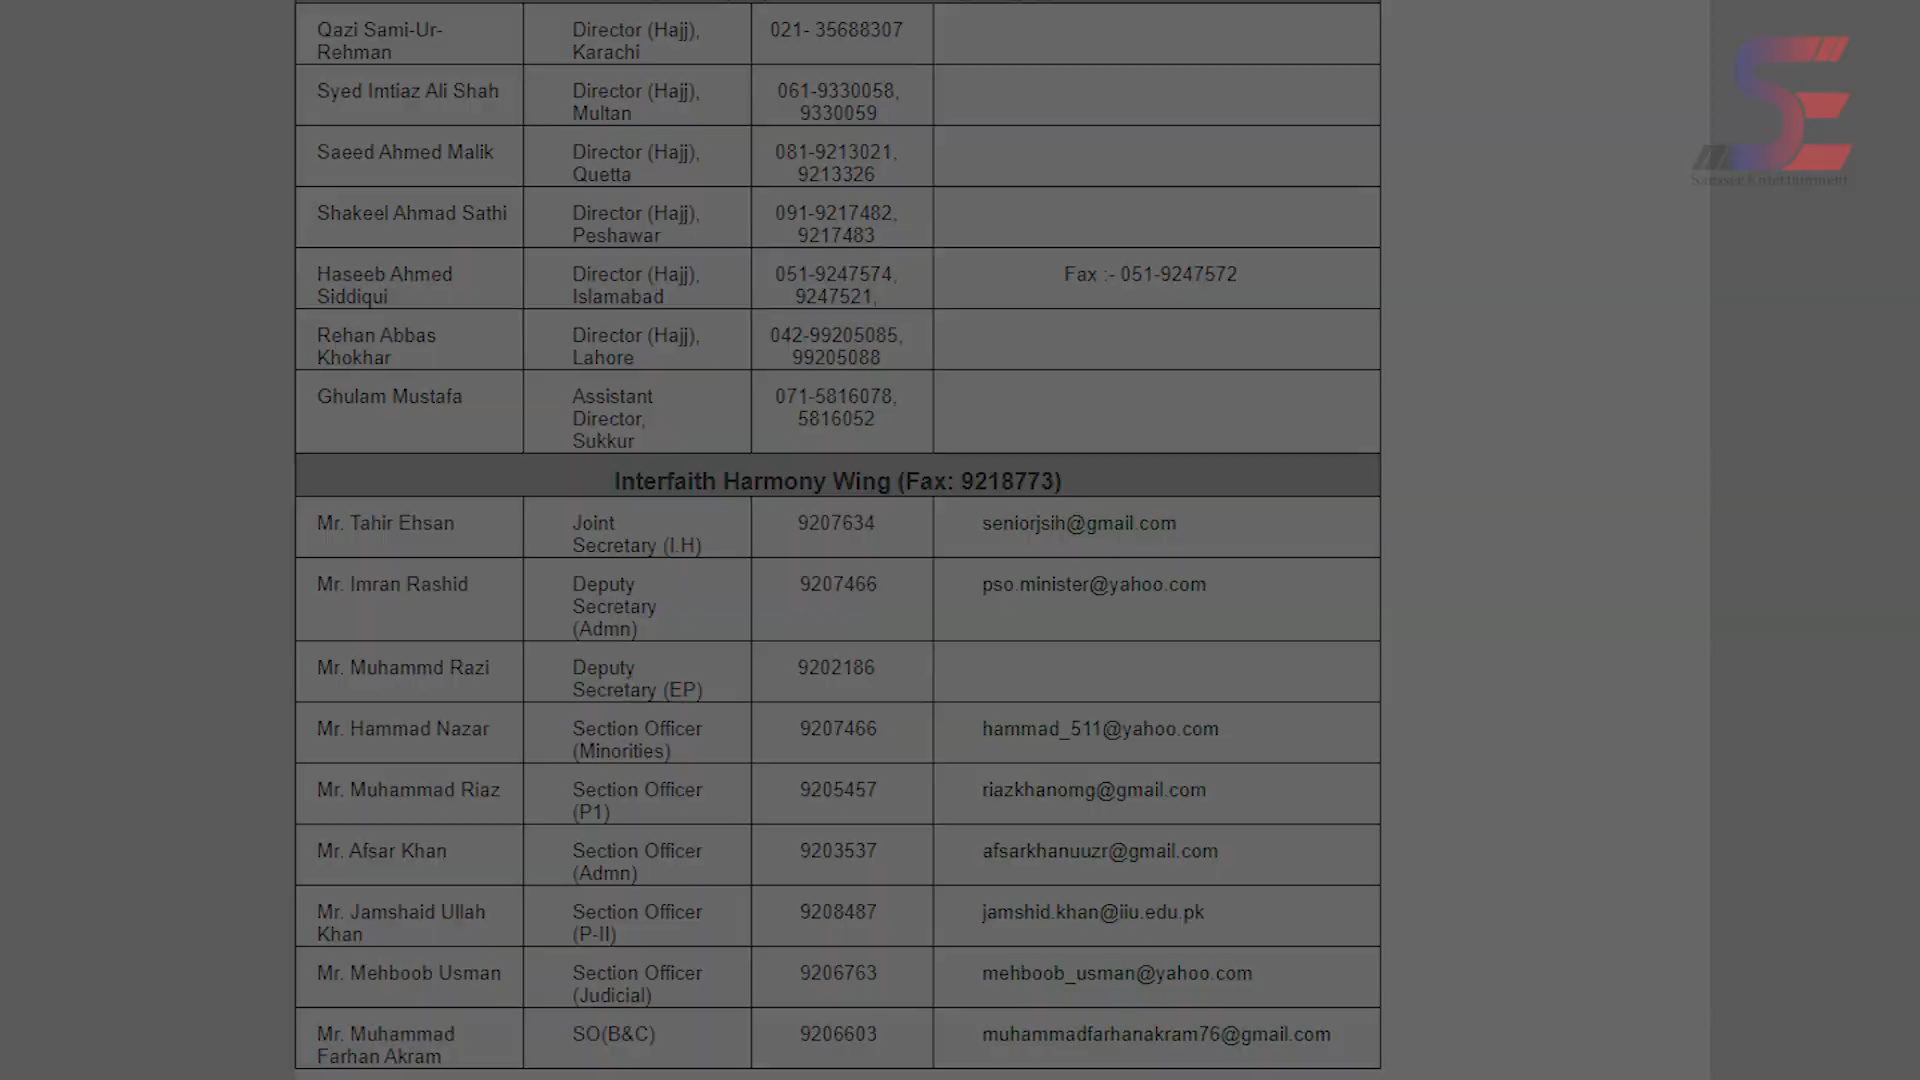 Qazi Sami-Ur-
Rehman
Director (Hajj),
Karachi
021- 35688307
Syed Imtiaz Ali Shah
Director (Hajj),
Multan
061-9330058,
9330059
Saeed Ahmed Malik
Director (Hajj),
Quetta
081-9213021,
9213326
Shakeel Ahmad Sathi
Director (Hajj),
Peshawar
091-9217482,
9217483
Haseeb Ahmed
Siddiqui
Director (Hajj),
Islamabad
051-9247574,
9247521,
Fax :- 051-9247572
Rehan Abbas
Khokhar
Director (Hajj),
Lahore
042-99205085,
99205088
Ghulam Mustafa
Assistant
Director,
Sukkur
071-5816078,
5816052
Interfaith Harmony Wing (Fax: 9218773)
Mr. Tahir Ehsan
Joint
Secretary (I.H)
9207634
seniorjsih@gmail.com
Mr. Imran Rashid
Deputy
Secretary
(Admn)
9207466
pso.minister@yahoo.com
Mr. Muhammd Razi
Deputy
Secretary (EP)
9202186
Mr. Hammad Nazar
Section Officer
(Minorities)
9207466
hammad_511@yahoo.com
Mr. Muhammad Riaz
Section Officer
(P1)
9205457
riazkhanomg@gmail.com
Mr. Afsar Khan
Section Officer
(Admn)
9203537
afsarkhanuuzr@gmail.com
Mr. Jamshaid Ullah
Khan
Section Officer
(P-II)
9208487
jamshid.khan@iiu.edu.pk
Mr. Mehboob Usman
Section Officer
(Judicial)
9206763
mehboob_usman@yahoo.com
Mr. Muhammad
Farhan Akram
SO(B&C)
9206603
muhammadfarhanakram76@gmail.com
SE
Entertainment